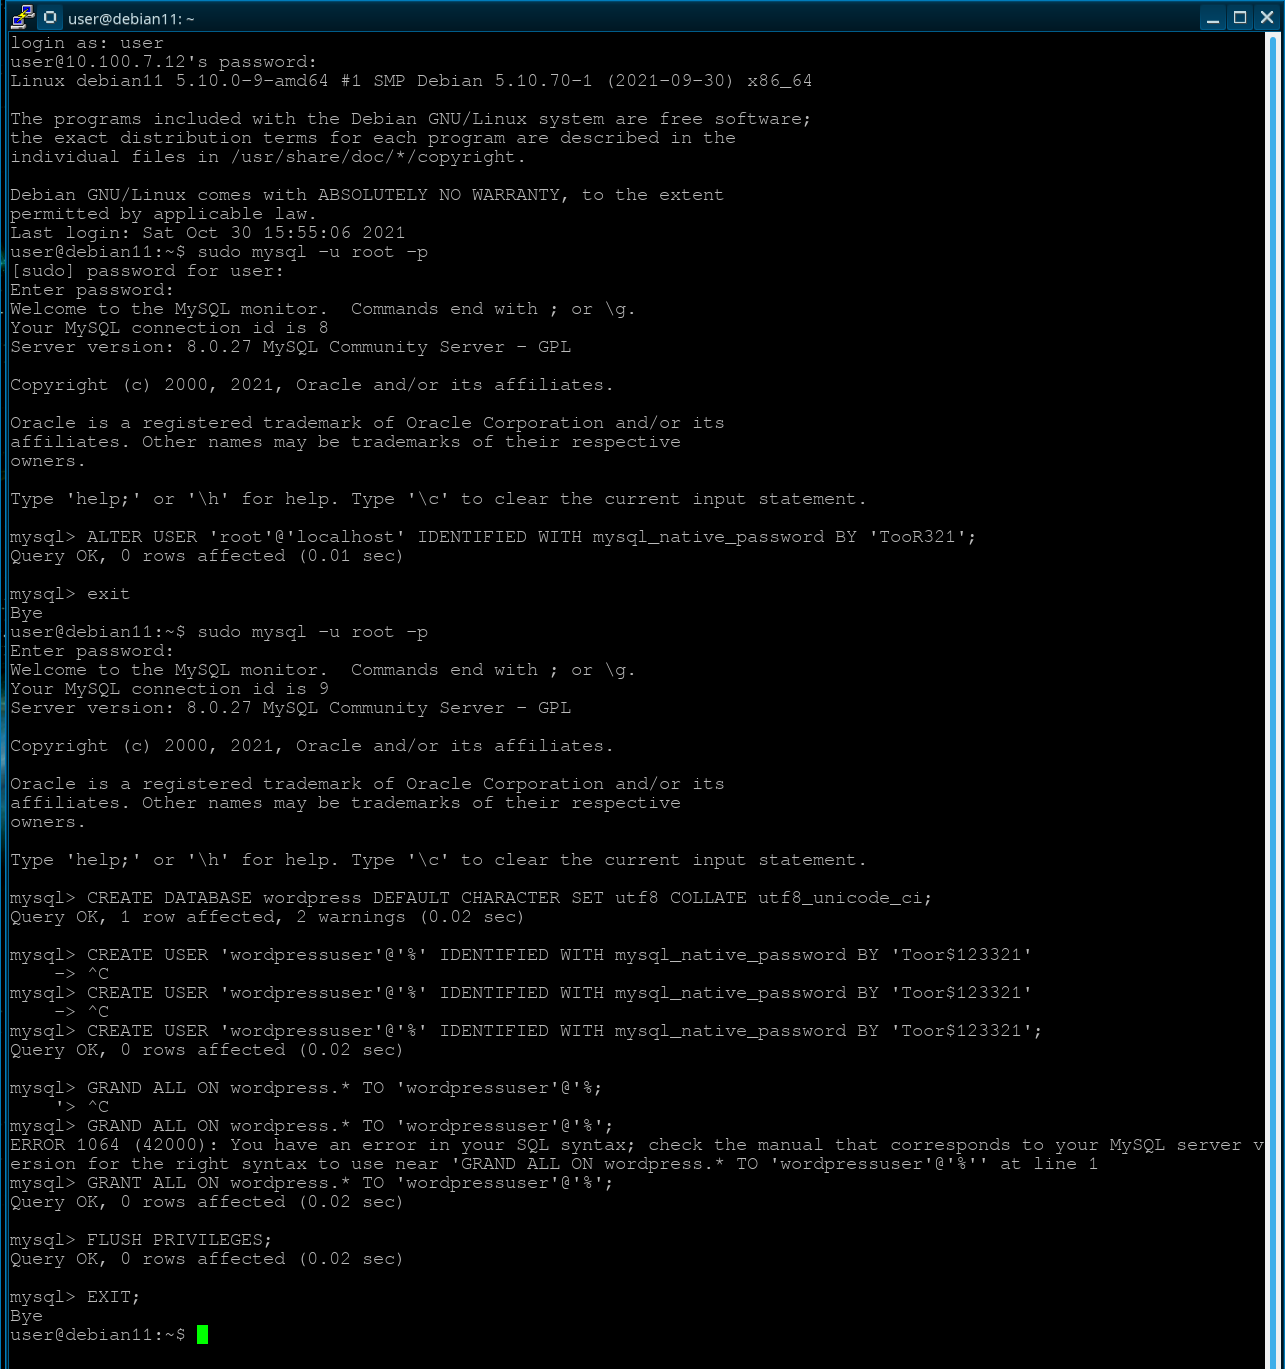 user@debian11: ~
login as: user
user@10.100.7.12's password:
Linux debian11 5.10.0-9-amd64 #1 SMP Debian 5.10.70-1 (2021-09-30) x86_64
The programs included with the Debian GNU/Linux system are free software;
the exact distribution terms for each program are described in the
individual files in /usr/share/doc/*/copyright.
Debian GNU/Linux comes with ABSOLUTELY NO WARRANTY, to the extent
permitted by applicable law.
Last login: Sat Oct 30 15:55:06 2021
user@debian11:~$ sudo mysql -u root -p
[sudo] password for user:
Enter password:
Welcome to the MySQL monitor.  Commands end with ; or \g.
Your MySQL connection id is 8
Server version: 8.0.27 MySQL Community Server - GPL
Copyright (c) 2000, 2021, Oracle and/or its affiliates.
Oracle is a registered trademark of Oracle Corporation and/or its
affiliates. Other names may be trademarks of their respective
owners.
Type 'help;' or '\h' for help. Type '\c' to clear the current input statement.
mysql> ALTER USER 'root'@'localhost' IDENTIFIED WITH mysql_native_password BY 'TooR321';
Query OK, 0 rows affected (0.01 sec)
mysql> exit
Bye
user@debian11:~$ sudo mysql -u root -p
Enter password:
Welcome to the MySQL monitor.  Commands end with ; or \g.
Your MySQL connection id is 9
Server version: 8.0.27 MySQL Community Server - GPL
Copyright (c) 2000, 2021, Oracle and/or its affiliates.
Oracle is a registered trademark of Oracle Corporation and/or its
affiliates. Other names may be trademarks of their respective
owners.
Type 'help;' or '\h' for help. Type '\c' to clear the current input statement.
mysql> CREATE DATABASE wordpress DEFAULT CHARACTER SET utf8 COLLATE utf8_unicode_ci;
Query OK, 1 row affected, 2 warnings (0.02 sec)
mysql> CREATE USER 'wordpressuser'@'%' IDENTIFIED WITH mysql_native_password BY 'Toor$123321'
    -> ^C
mysql> CREATE USER 'wordpressuser'@'%' IDENTIFIED WITH mysql_native_password BY 'Toor$123321'
    -> ^C
mysql> CREATE USER 'wordpressuser'@'%' IDENTIFIED WITH mysql_native_password BY 'Toor$123321';
Query OK, 0 rows affected (0.02 sec)
mysql> GRAND ALL ON wordpress.* TO 'wordpressuser'@'%;
    '> ^C
mysql> GRAND ALL ON wordpress.* TO 'wordpressuser'@'%';
ERROR 1064 (42000): You have an error in your SQL syntax; check the manual that corresponds to your MySQL server v
ersion for the right syntax to use near 'GRAND ALL ON wordpress.* TO 'wordpressuser'@'%'' at line 1
mysql> GRANT ALL ON wordpress.* TO 'wordpressuser'@'%';
Query OK, 0 rows affected (0.02 sec)
mysql> FLUSH PRIVILEGES;
Query OK, 0 rows affected (0.02 sec)
mysql> EXIT;
Bye
user@debian11:~$